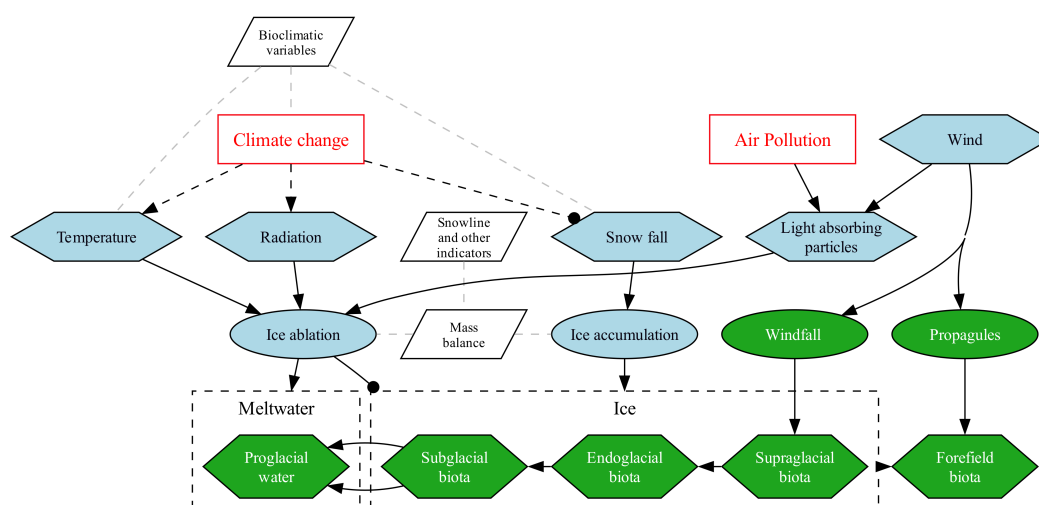 Bioclimatic
variables
Climate change
Air Pollution
Wind
Temperature
Radiation
Snowline
and other
indicators
Snow fall
Light absorbing
particles
Ice ablation
Mass
balance
Ice accumulation
Windfall
Propagules
Meltwater
Ice
Proglacial
water
Subglacial
biota
Endoglacial
biota
Supraglacial
biota
Forefield
biota